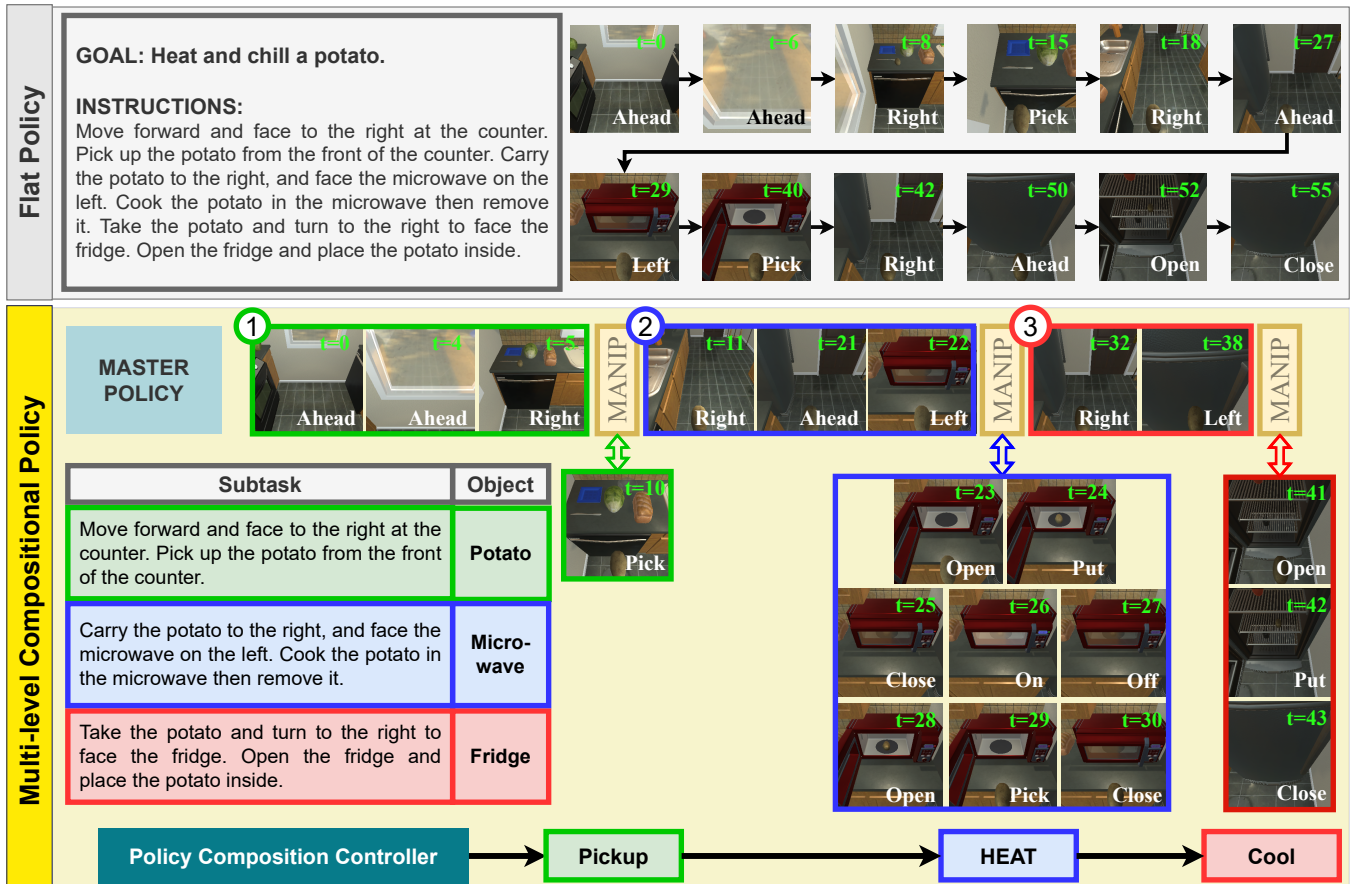 Flat Policy
GOAL: Heat and chill a potato.
INSTRUCTIONS:
Move forward and face to the right at the counter.
Pick up the potato from the front of the counter. Carry
the potato to the right, and face the microwave on the
left. Cook the potato in the microwave then remove
it. Take the potato and turn to the right to face the
fridge. Open the fridge and place the potato inside.
t=0
Ahead
t=6
Ahead
t=8
Right
t=15
Pick
t=18
Right
t=27
Ahead
t=29
Left
t=40
Pick
t=42
Right
t=50
Ahead
t=52
Open
t=55
Close
Multi-level Compositional Policy
MASTER
POLICY
1
t=0
Ahead
t=4
Ahead
t=5
Right
MANIP
2
t=11
Right
t=21
Ahead
t=22
Left
MANIP
3
t=32
Right
t=38
Left
MANIP
Subtask
Object
Move forward and face to the right at the
counter. Pick up the potato from the front
of the counter.
Potato
Carry the potato to the right, and face the
microwave on the left. Cook the potato in
the microwave then remove it.
Micro-
wave
Take the potato and turn to the right to
face the fridge. Open the fridge and
place the potato inside.
Fridge
t=10
Pick
t=23
Open
t=24
Put
t=25
Close
t=26
On
t=27
Off
t=28
Open
t=29
Pick
t=30
Close
t=41
Open
t=42
Put
t=43
Close
Policy Composition Controller
Pickup
HEAT
Cool